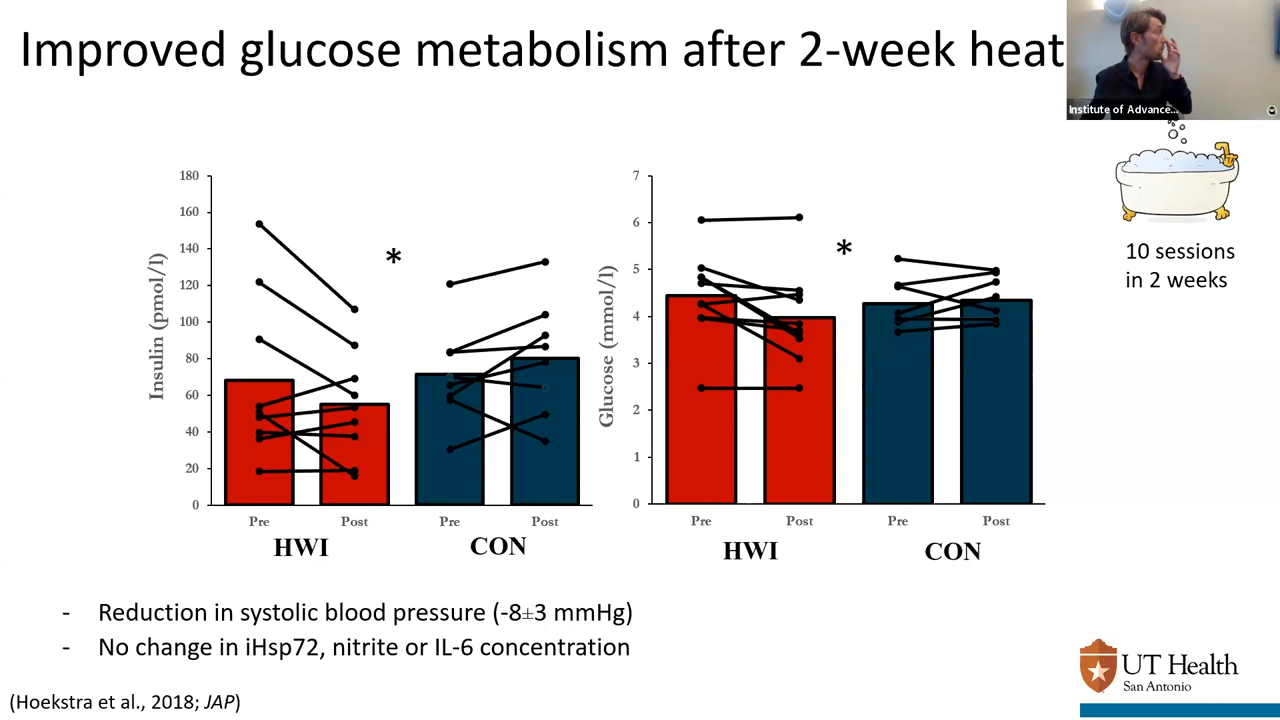 Improved glucose metabolism after 2-week heat
Institute of Advance...
10 sessions
in 2 weeks
Insulin (pmol/l)
180
160
140
120
100
80
60
40
20
0
*
Pre
Post
Pre
Post
HWI
CON
Glucose (mmol/l)
7
6
5
4
3
2
1
0
*
Pre
Post
Pre
Post
HWI
CON
- Reduction in systolic blood pressure (-8±3 mmHg)
- No change in iHsp72, nitrite or IL-6 concentration
(Hoekstra et al., 2018; JAP)
UT Health
San Antonio